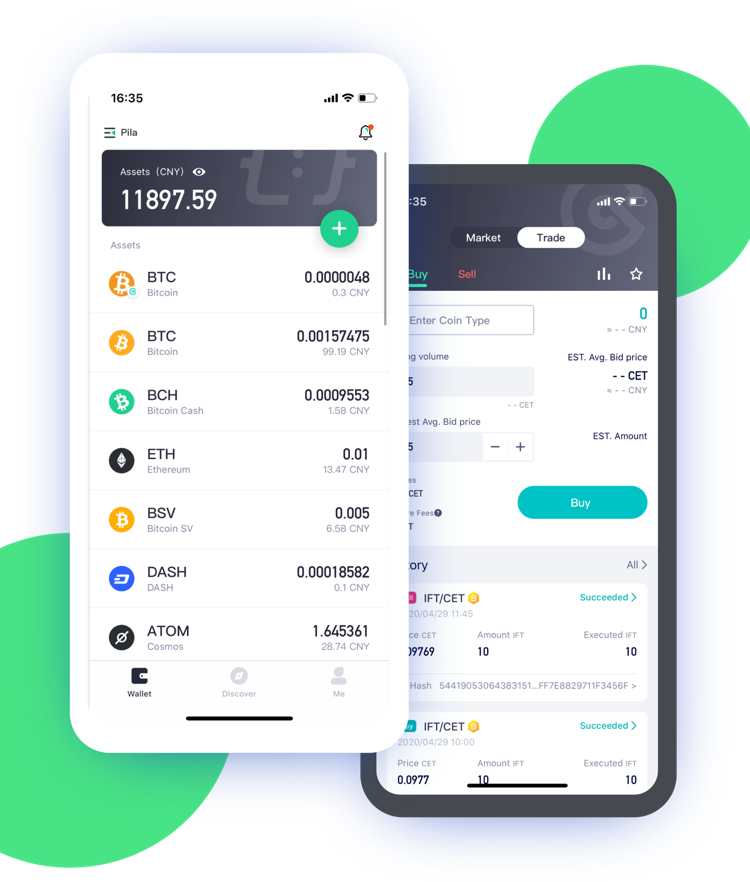 16:35
Pila
Assets (CNY)
11897.59
Assets
BTC 0.0000048
Bitcoin 0.3 CNY
BTC 0.00157475
Bitcoin 99.19 CNY
BCH 0.0009553
Bitcoin Cash 1.58 CNY
ETH 0.01
Ethereum 13.47 CNY
BSV 0.005
Bitcoin SV 6.58 CNY
DASH 0.00018582
DASH 0.1 CNY
ATOM 1.645361
Cosmos 28.74 CNY
Wallet Discover Me
:35
Market Trade
Buy Sell
Enter Coin Type 0
≈ - - CNY
volume EST. Avg. Bid price
5 - - CET
≈ - - CNY
- - CET
est Avg. Bid price
5 − + EST. Amount
es
CET
re Fees
T
Buy
tory All >
IFT/CET Succeeded >
20/04/29 11:45
ce CET Amount IFT Executed IFT
09769 10 10
Hash 54419053064383151...FF7E8829711F3456F >
IFT/CET Succeeded >
2020/04/29 10:00
Price CET Amount IFT Executed IFT
0.0977 10 10